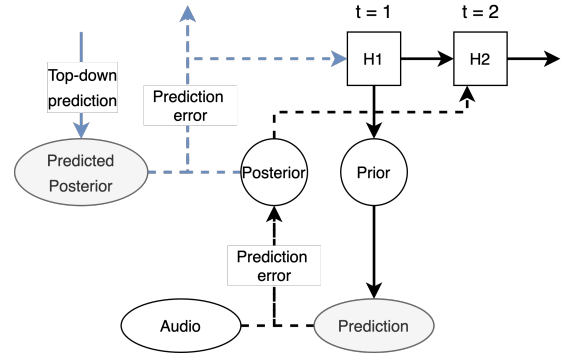 t = 1
t = 2
H1
H2
Top-down
prediction
Prediction
error
Predicted
Posterior
Posterior
Prior
Prediction
error
Audio
Prediction